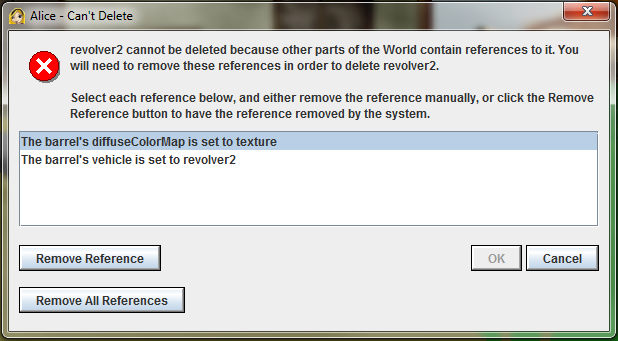 Alice - Can't Delete
revolver2 cannot be deleted because other parts of the World contain references to it. You
will need to remove these references in order to delete revolver2.
Select each reference below, and either remove the reference manually, or click the Remove
Reference button to have the reference removed by the system.
The barrel's diffuseColorMap is set to texture
The barrel's vehicle is set to revolver2
Remove Reference
OK
Cancel
Remove All References